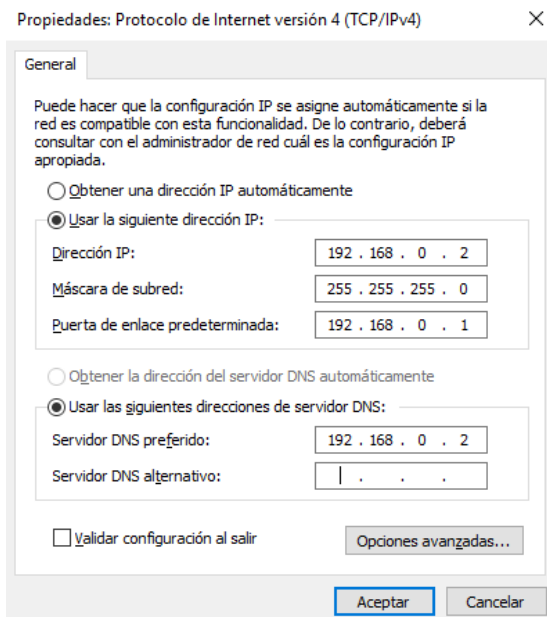 Propiedades: Protocolo de Internet versión 4 (TCP/IPv4)
General
Puede hacer que la configuración IP se asigne automáticamente si la
red es compatible con esta funcionalidad. De lo contrario, deberá
consultar con el administrador de red cuál es la configuración IP
apropiada.
Obtener una dirección IP automáticamente
Usar la siguiente dirección IP:
Dirección IP: 192 . 168 . 0 . 2
Máscara de subred: 255 . 255 . 255 . 0
Puerta de enlace predeterminada: 192 . 168 . 0 . 1
Obtener la dirección del servidor DNS automáticamente
Usar las siguientes direcciones de servidor DNS:
Servidor DNS preferido: 192 . 168 . 0 . 2
Servidor DNS alternativo: . . .
Validar configuración al salir Opciones avanzadas...
Aceptar Cancelar